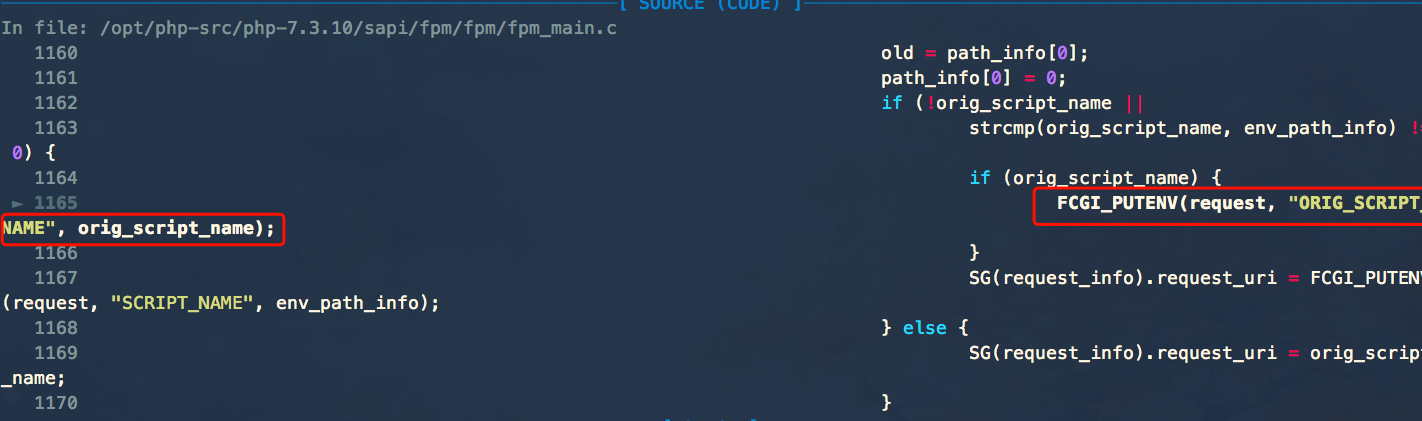 [ SOURCE (CODE) ]
In file: /opt/php-src/php-7.3.10/sapi/fpm/fpm/fpm_main.c
1160 old = path_info[0];
1161 path_info[0] = 0;
1162 if (!orig_script_name ||
1163 strcmp(orig_script_name, env_path_info) !
0) {
1164 if (orig_script_name) {
► 1165 FCGI_PUTENV(request, "ORIG_SCRIPT_
NAME", orig_script_name);
1166 }
1167 SG(request_info).request_uri = FCGI_PUTENV
(request, "SCRIPT_NAME", env_path_info);
1168 } else {
1169 SG(request_info).request_uri = orig_script
_name;
1170 }